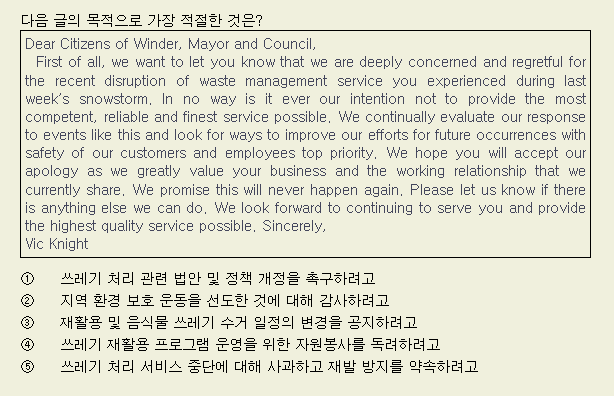 다음 글의 목적으로 가장 적절한 것은?
Dear Citizens of Winder, Mayor and Council,
First of all, we want to let you know that we are deeply concerned and regretful for
the recent disruption of waste management service you experienced during last
week's snowstorm. In no way is it ever our intention not to provide the most
competent, reliable and finest service possible. We continually evaluate our response
to events like this and look for ways to improve our efforts for future occurrences with
safety of our customers and employees top priority. We hope you will accept our
apology as we greatly value your business and the working relationship that we
currently share. We promise this will never happen again. Please let us know if there
is anything else we can do. We look forward to continuing to serve you and provide
the highest quality service possible. Sincerely,
Vic Knight
① 쓰레기 처리 관련 법안 및 정책 개정을 촉구하려고
② 지역 환경 보호 운동을 선도한 것에 대해 감사하려고
③ 재활용 및 음식물 쓰레기 수거 일정의 변경을 공지하려고
④ 쓰레기 재활용 프로그램 운영을 위한 자원봉사를 독려하려고
⑤ 쓰레기 처리 서비스 중단에 대해 사과하고 재발 방지를 약속하려고